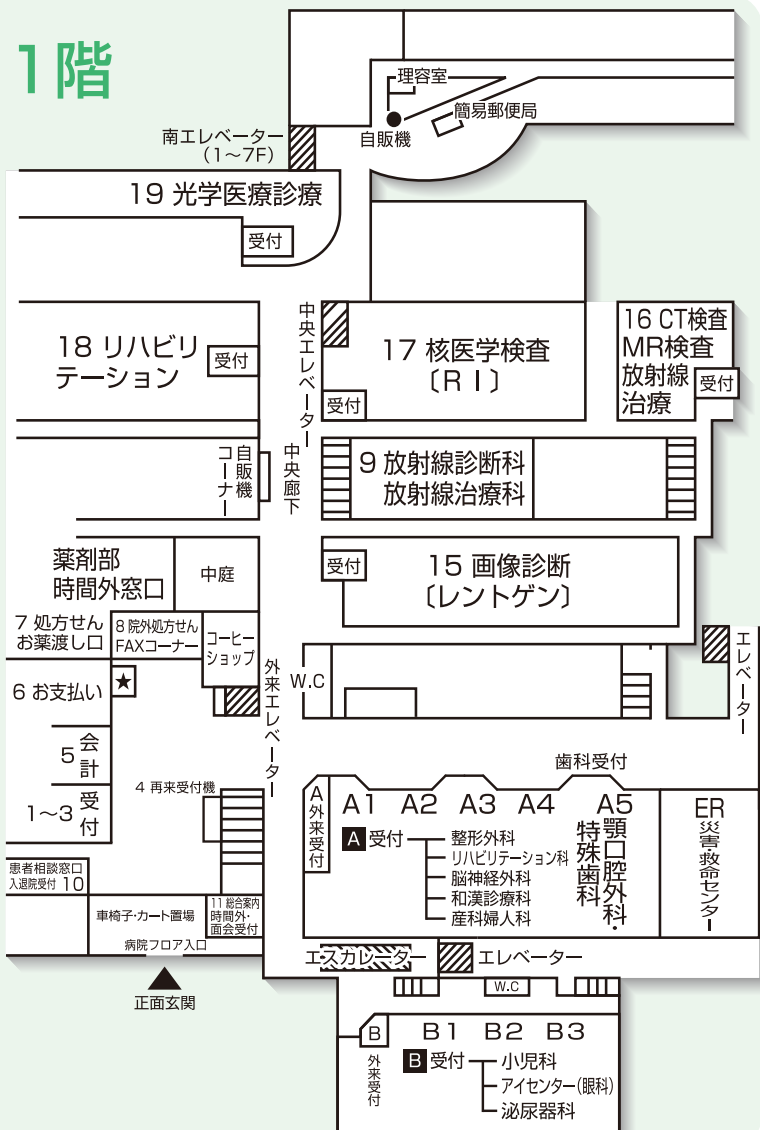 1階
理容室
簡易郵便局
自販機
南エレベーター
(1〜7F)
19 光学医療診療
受付
18 リハビリ
テーション
受付
中央エレベーター
17 核医学検査
〔RI〕
受付
16 CT検査
MR検査
放射線
治療
受付
自販機
コーナー
中央廊下
9 放射線診断科
放射線治療科
薬剤部
時間外窓口
中庭
受付
15 画像診断
〔レントゲン〕
7 処方せん
お薬渡し口
8 院外処方せん
FAXコーナー
コーヒー
ショップ
外来エレベーター
W.C
エレベーター
6 お支払い
★
5 会計
1〜3 受付
4 再来受付機
歯科受付
A外来受付
A1
A2
A3
A4
A5
A 受付
整形外科
リハビリテーション科
脳神経外科
和漢診療科
産科婦人科
顎口腔外科・
特殊歯科
ER
災害・救命センター
患者相談窓口
入退院受付 10
車椅子・カート置場
11 総合案内
時間外・
面会受付
病院フロア入口
正面玄関
エスカレーター
エレベーター
W.C
B
外来受付
B1
B2
B3
B 受付
小児科
アイセンター(眼科)
泌尿器科